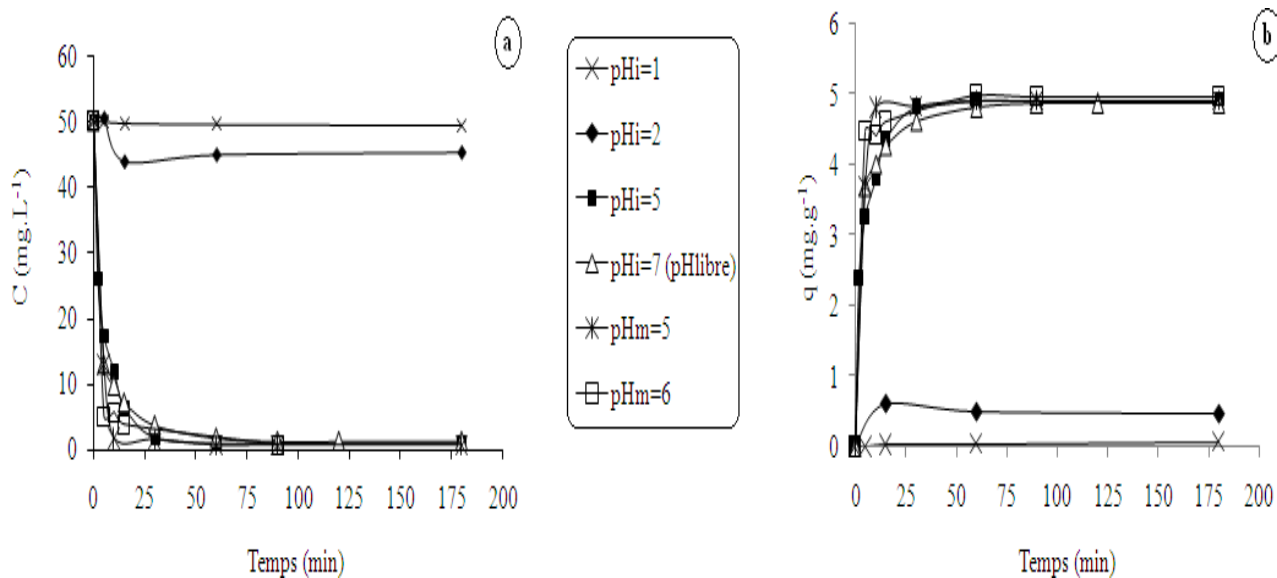 a
60
50
40
30
20
10
0
C (mg.L⁻¹)
0 25 50 75 100 125 150 175 200
Temps (min)
pHi=1
pHi=2
pHi=5
pHi=7 (pHlibre)
pHm=5
pHm=6
b
6
5
4
3
2
1
0
q (mg.g⁻¹)
0 25 50 75 100 125 150 175 200
Temps (min)